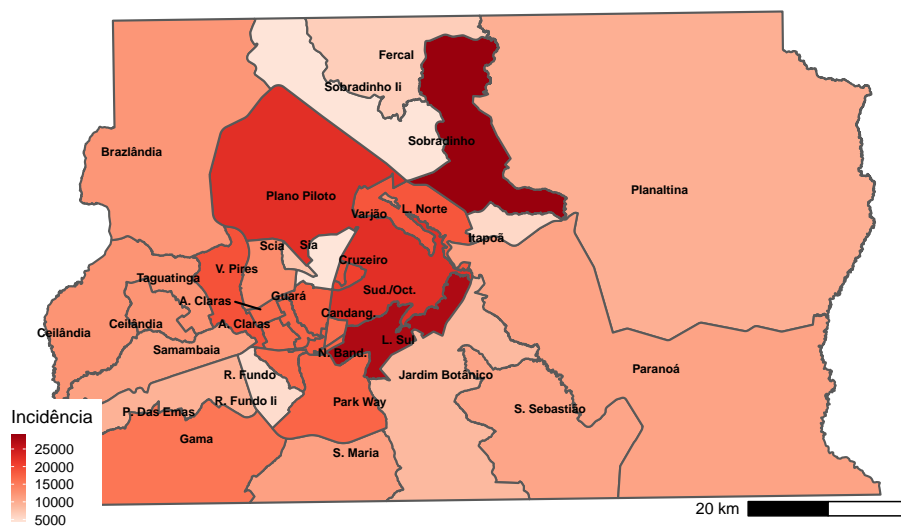 Fercal
Sobradinho Ii
Sobradinho
Brazlândia
Planaltina
Plano Piloto
L. Norte
Varjão
Itapoã
Scia
Sia
Cruzeiro
V. Pires
Taguatinga
Sud./Oct.
Guará
A. Claras
Candang.
Ceilândia
Ceilândia
A. Claras
L. Sul
Samambaia
N. Band.
R. Fundo
Jardim Botânico
Paranoá
R. Fundo Ii
Park Way
S. Sebastião
P. Das Emas
Gama
S. Maria
Incidência
25000
20000
15000
10000
5000
20 km